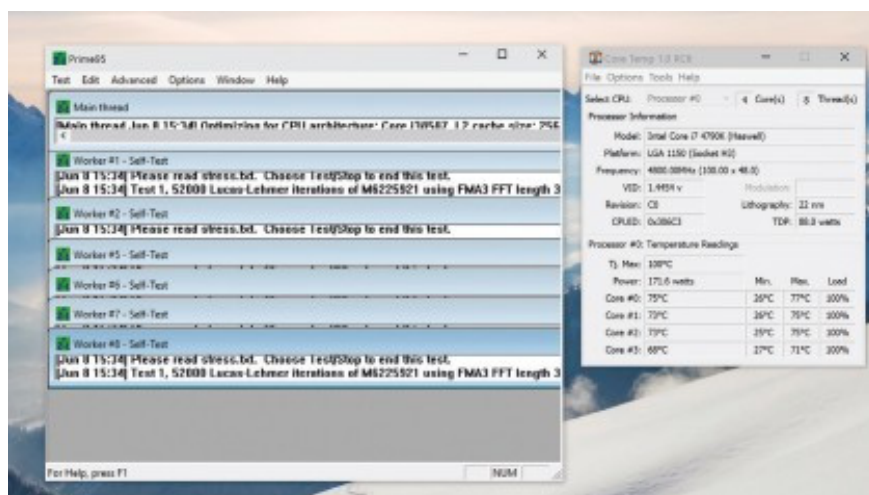 Prime95
Test Edit Advanced Options Window Help
Main thread
[Main thread Jun 8 15:34] Optimizing for CPU architecture: Core i3/i5/i7, L2 cache size: 256
Worker #1 - Self-Test
[Jun 8 15:34] Please read stress.txt. Choose Test/Stop to end this test.
[Jun 8 15:34] Test 1, 52000 Lucas-Lehmer iterations of M6225921 using FMA3 FFT length 3
Worker #2 - Self-Test
[Jun 8 15:34] Please read stress.txt. Choose Test/Stop to end this test.
Worker #5 - Self-Test
Worker #6 - Self-Test
Worker #7 - Self-Test
Worker #8 - Self-Test
[Jun 8 15:34] Please read stress.txt. Choose Test/Stop to end this test.
[Jun 8 15:34] Test 1, 52000 Lucas-Lehmer iterations of M6225921 using FMA3 FFT length 3
For Help, press F1
NUM
Core Temp 1.0 RC8
File Options Tools Help
Select CPU: Processor #0 4 Core(s) 8 Thread(s)
Processor Information
Model: Intel Core i7 4790K (Haswell)
Platform: LGA 1150 (Socket H3)
Frequency: 4800.00MHz (100.00 x 48.0)
VID: 1.4454 v Modulation:
Revision: C0 Lithography: 22 nm
CPUID: 0x306C3 TDP: 88.0 watts
Processor #0: Temperature Readings
Tj. Max: 100°C
Power: 171.6 watts Min. Max. Load
Core #0: 75°C 26°C 77°C 100%
Core #1: 73°C 26°C 75°C 100%
Core #2: 73°C 25°C 75°C 100%
Core #3: 68°C 27°C 71°C 100%